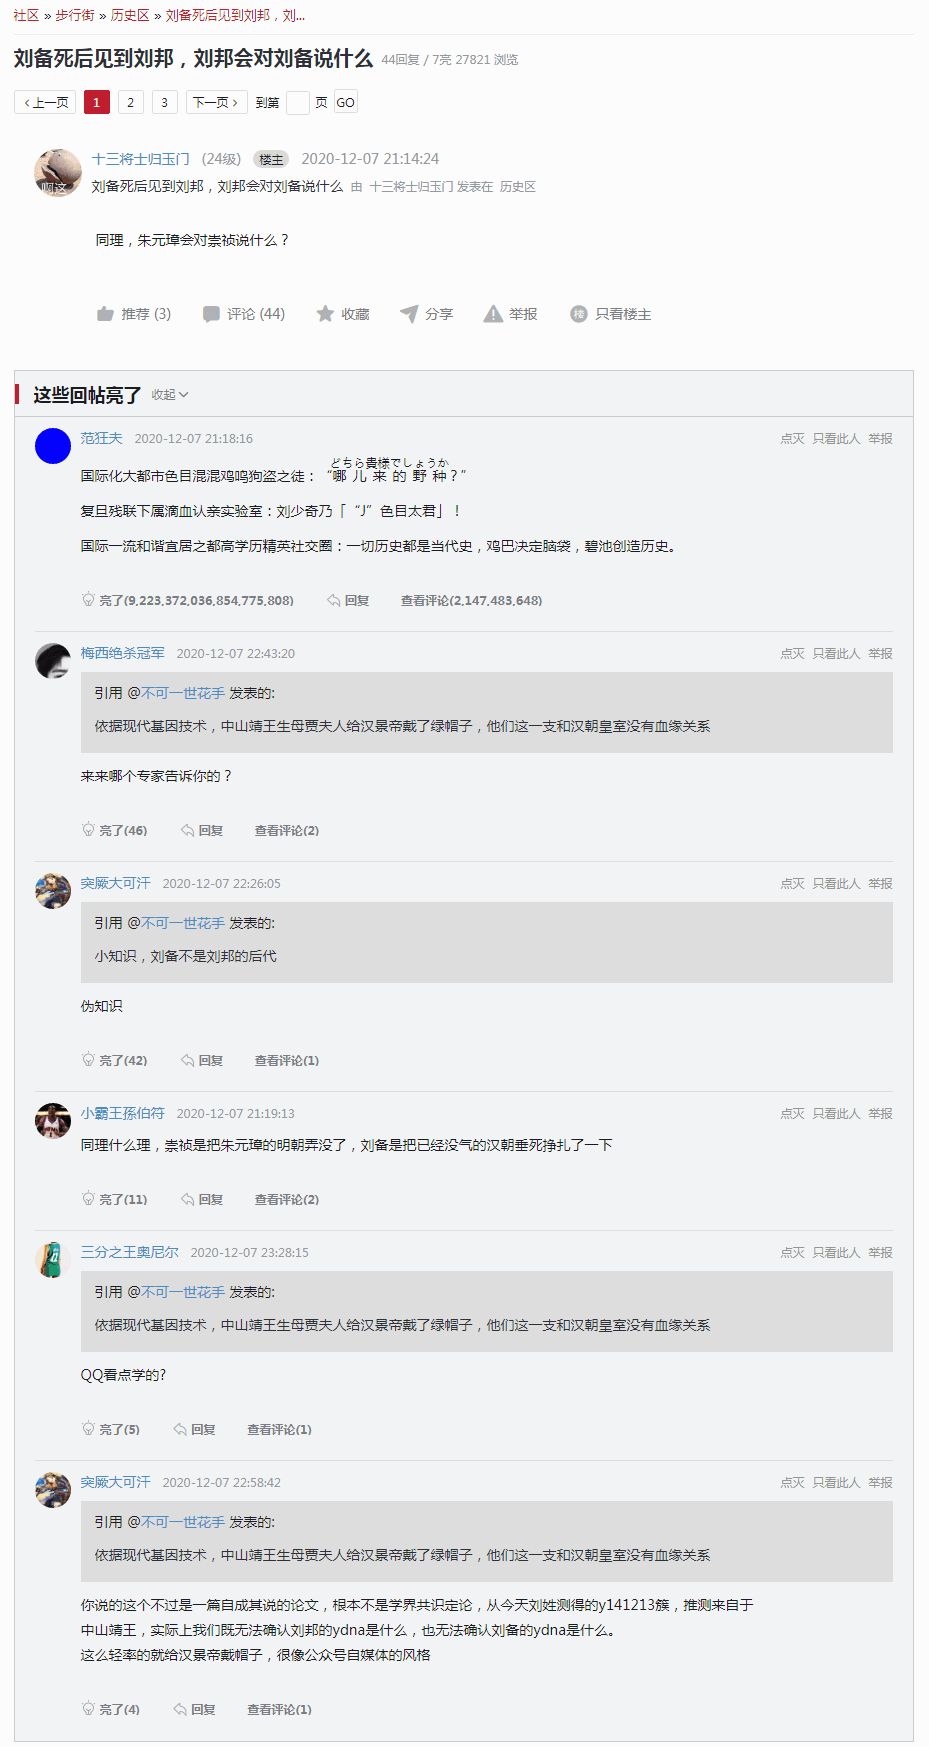 社区 » 步行街 » 历史区 » 刘备死后见到刘邦，刘...
刘备死后见到刘邦，刘邦会对刘备说什么 44回复 / 7亮 27821 浏览
‹ 上一页 1 2 3 下一页 › 到第 页 GO
啊这
十三将士归玉门 (24级) 楼主 2020-12-07 21:14:24
刘备死后见到刘邦，刘邦会对刘备说什么 由 十三将士归玉门 发表在 历史区
同理，朱元璋会对崇祯说什么？
推荐 (3) 评论 (44) 收藏 分享 举报 楼 只看楼主
这些回帖亮了 收起
范狂夫 2020-12-07 21:18:16 点灭 只看此人 举报
どちら貴様でしょうか
国际化大都市色目混混鸡鸣狗盗之徒：“哪儿来的野种？”
复旦残联下属滴血认亲实验室：刘少奇乃「“J”色目太君」！
国际一流和谐宜居之都高学历精英社交圈：一切历史都是当代史，鸡巴决定脑袋，碧池创造历史。
亮了(9,223,372,036,854,775,808) 回复 查看评论(2,147,483,648)
梅西绝杀冠军 2020-12-07 22:43:20 点灭 只看此人 举报
引用 @不可一世花手 发表的:
依据现代基因技术，中山靖王生母贾夫人给汉景帝戴了绿帽子，他们这一支和汉朝皇室没有血缘关系
来来哪个专家告诉你的？
亮了(46) 回复 查看评论(2)
突厥大可汗 2020-12-07 22:26:05 点灭 只看此人 举报
引用 @不可一世花手 发表的:
小知识，刘备不是刘邦的后代
伪知识
亮了(42) 回复 查看评论(1)
小霸王孫伯符 2020-12-07 21:19:13 点灭 只看此人 举报
同理什么理，崇祯是把朱元璋的明朝弄没了，刘备是把已经没气的汉朝垂死挣扎了一下
亮了(11) 回复 查看评论(2)
三分之王奥尼尔 2020-12-07 23:28:15 点灭 只看此人 举报
引用 @不可一世花手 发表的:
依据现代基因技术，中山靖王生母贾夫人给汉景帝戴了绿帽子，他们这一支和汉朝皇室没有血缘关系
QQ看点学的?
亮了(5) 回复 查看评论(1)
突厥大可汗 2020-12-07 22:58:42 点灭 只看此人 举报
引用 @不可一世花手 发表的:
依据现代基因技术，中山靖王生母贾夫人给汉景帝戴了绿帽子，他们这一支和汉朝皇室没有血缘关系
你说的这个不过是一篇自成其说的论文，根本不是学界共识定论，从今天刘姓测得的y141213簇，推测来自于
中山靖王，实际上我们既无法确认刘邦的ydna是什么，也无法确认刘备的ydna是什么。
这么轻率的就给汉景帝戴帽子，很像公众号自媒体的风格
亮了(4) 回复 查看评论(1)